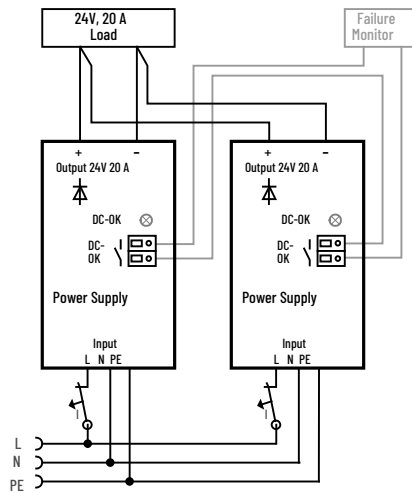 24V, 20 A
Load
Failure
Monitor
+ −
Output 24V 20 A
DC-OK
DC-
OK
Power Supply
Input
L N PE
I
+ −
Output 24V 20 A
DC-OK
DC-
OK
Power Supply
Input
L N PE
I
L
N
PE